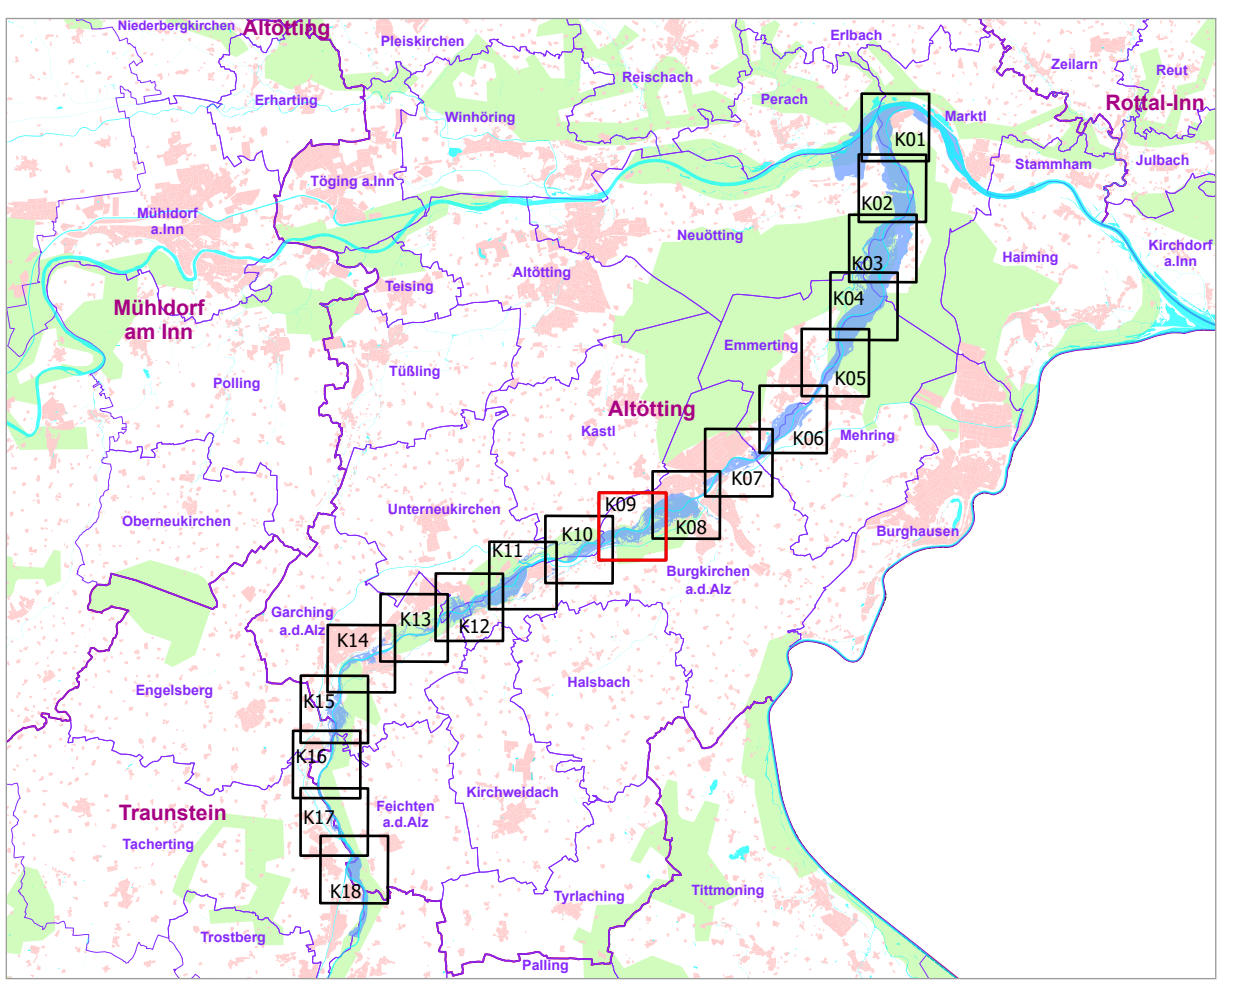 Niederbergkirchen
Altötting
Pleiskirchen
Erlbach
Zeilarn
Reut
Reischach
Erharting
Perach
Rottal-Inn
Winhöring
Marktl
K01
Stammham
Julbach
Töging a.Inn
K02
Mühldorf
a.Inn
Neuötting
Kirchdorf
a.Inn
Haiming
K03
Altötting
Teising
K04
Mühldorf
am Inn
Emmerting
Tüßling
K05
Polling
Altötting
Kastl
K06
Mehring
K07
K09
Unterneukirchen
Oberneukirchen
K08
K10
Burghausen
K11
Burgkirchen
a.d.Alz
Garching
a.d.Alz
K13
K12
K14
Halsbach
Engelsberg
K15
K16
Kirchweidach
Feichten
a.d.Alz
Traunstein
K17
Tacherting
K18
Tittmoning
Tyrlaching
Trostberg
Palling